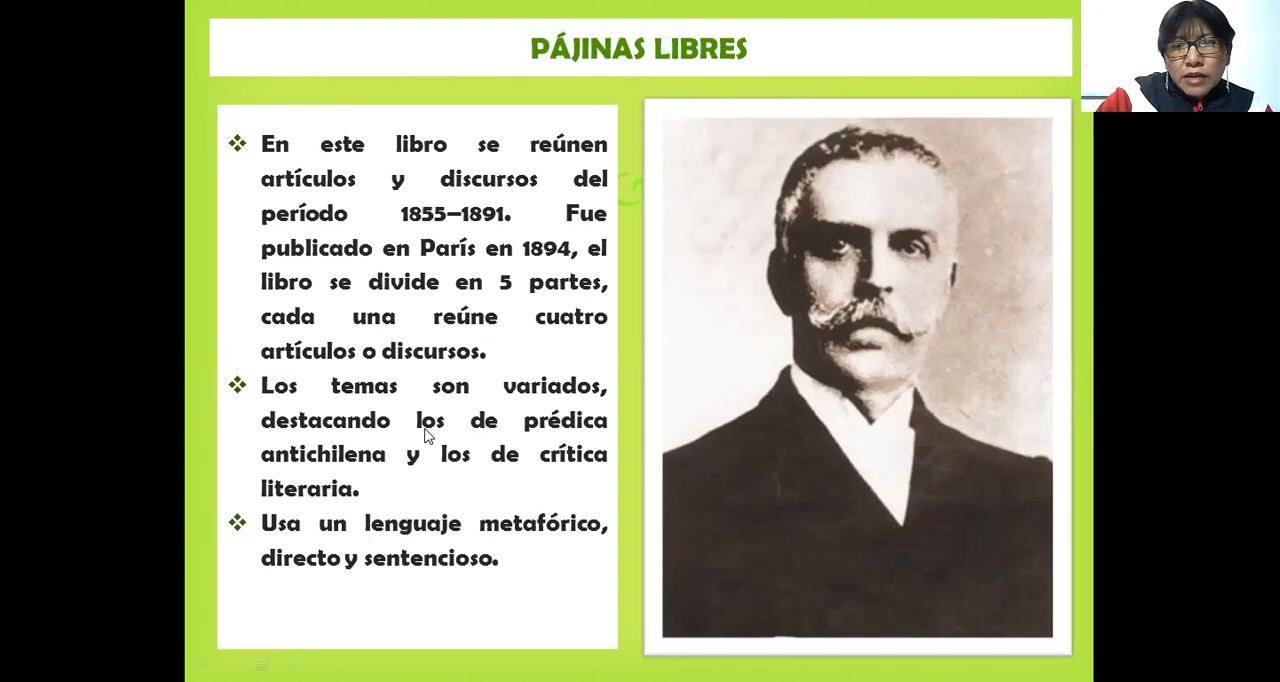 PÁJINAS LIBRES
En este libro se reúnen
artículos y discursos del
período 1855–1891. Fue
publicado en París en 1894, el
libro se divide en 5 partes,
cada una reúne cuatro
artículos o discursos.
Los temas son variados,
destacando los de prédica
antichilena y los de crítica
literaria.
Usa un lenguaje metafórico,
directo y sentencioso.